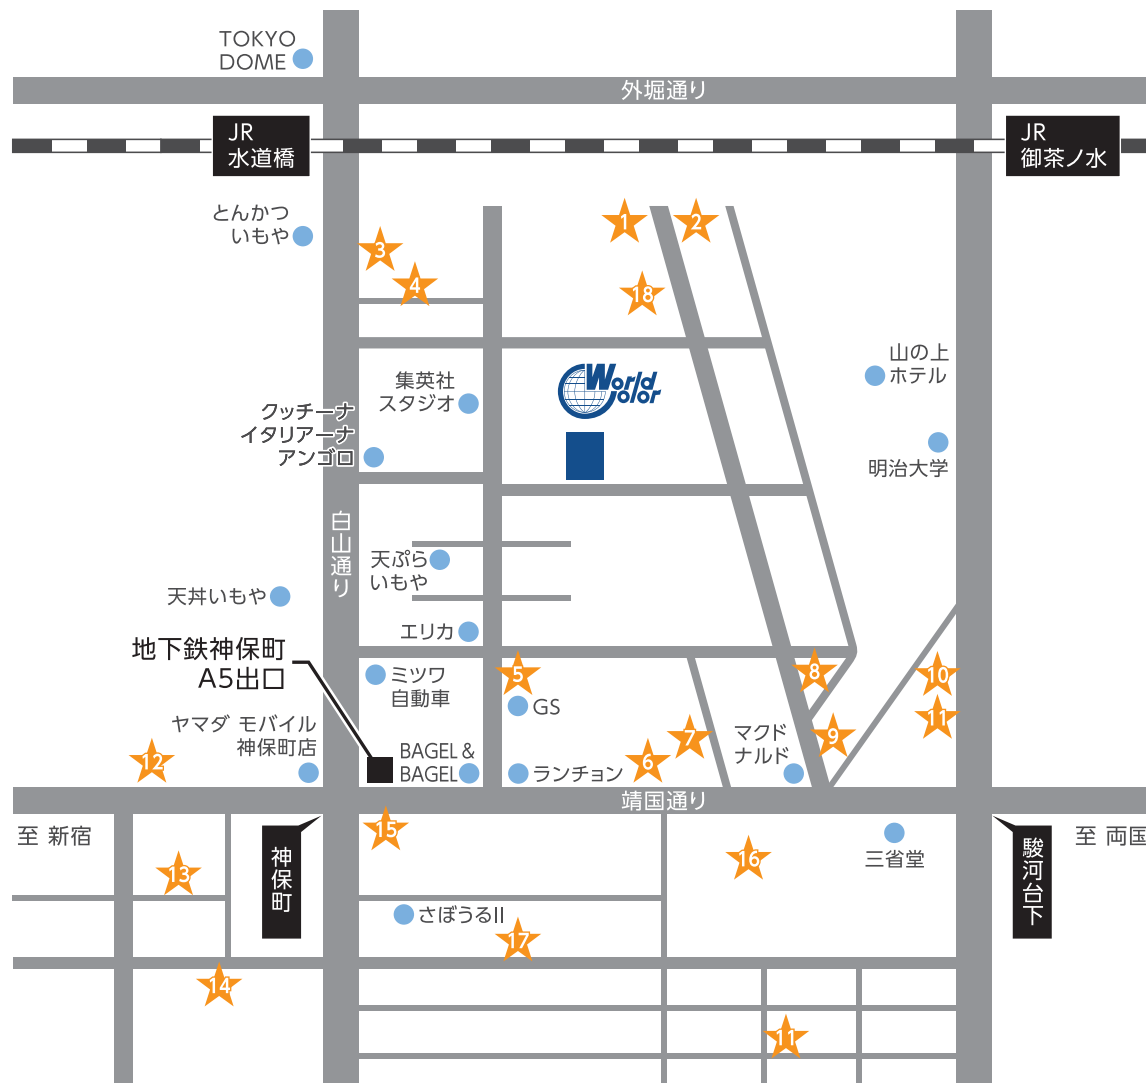 TOKYO
DOME
外堀通り
JR
水道橋
JR
御茶ノ水
とんかつ
いもや
1
2
3
4
18
山の上
ホテル
World
Color
集英社
スタジオ
クッチーナ
イタリアーナ
アンゴロ
明治大学
白山通り
天ぷら
いもや
天丼いもや
エリカ
地下鉄神保町
A5出口
ミツワ
自動車
5
8
10
GS
11
ヤマダ モバイル
神保町店
12
BAGEL &
BAGEL
ランチョン
6
7
マクド
ナルド
9
靖国通り
至 新宿
神保町
15
16
三省堂
駿河台下
至 両国
13
さぼうるII
17
14
11